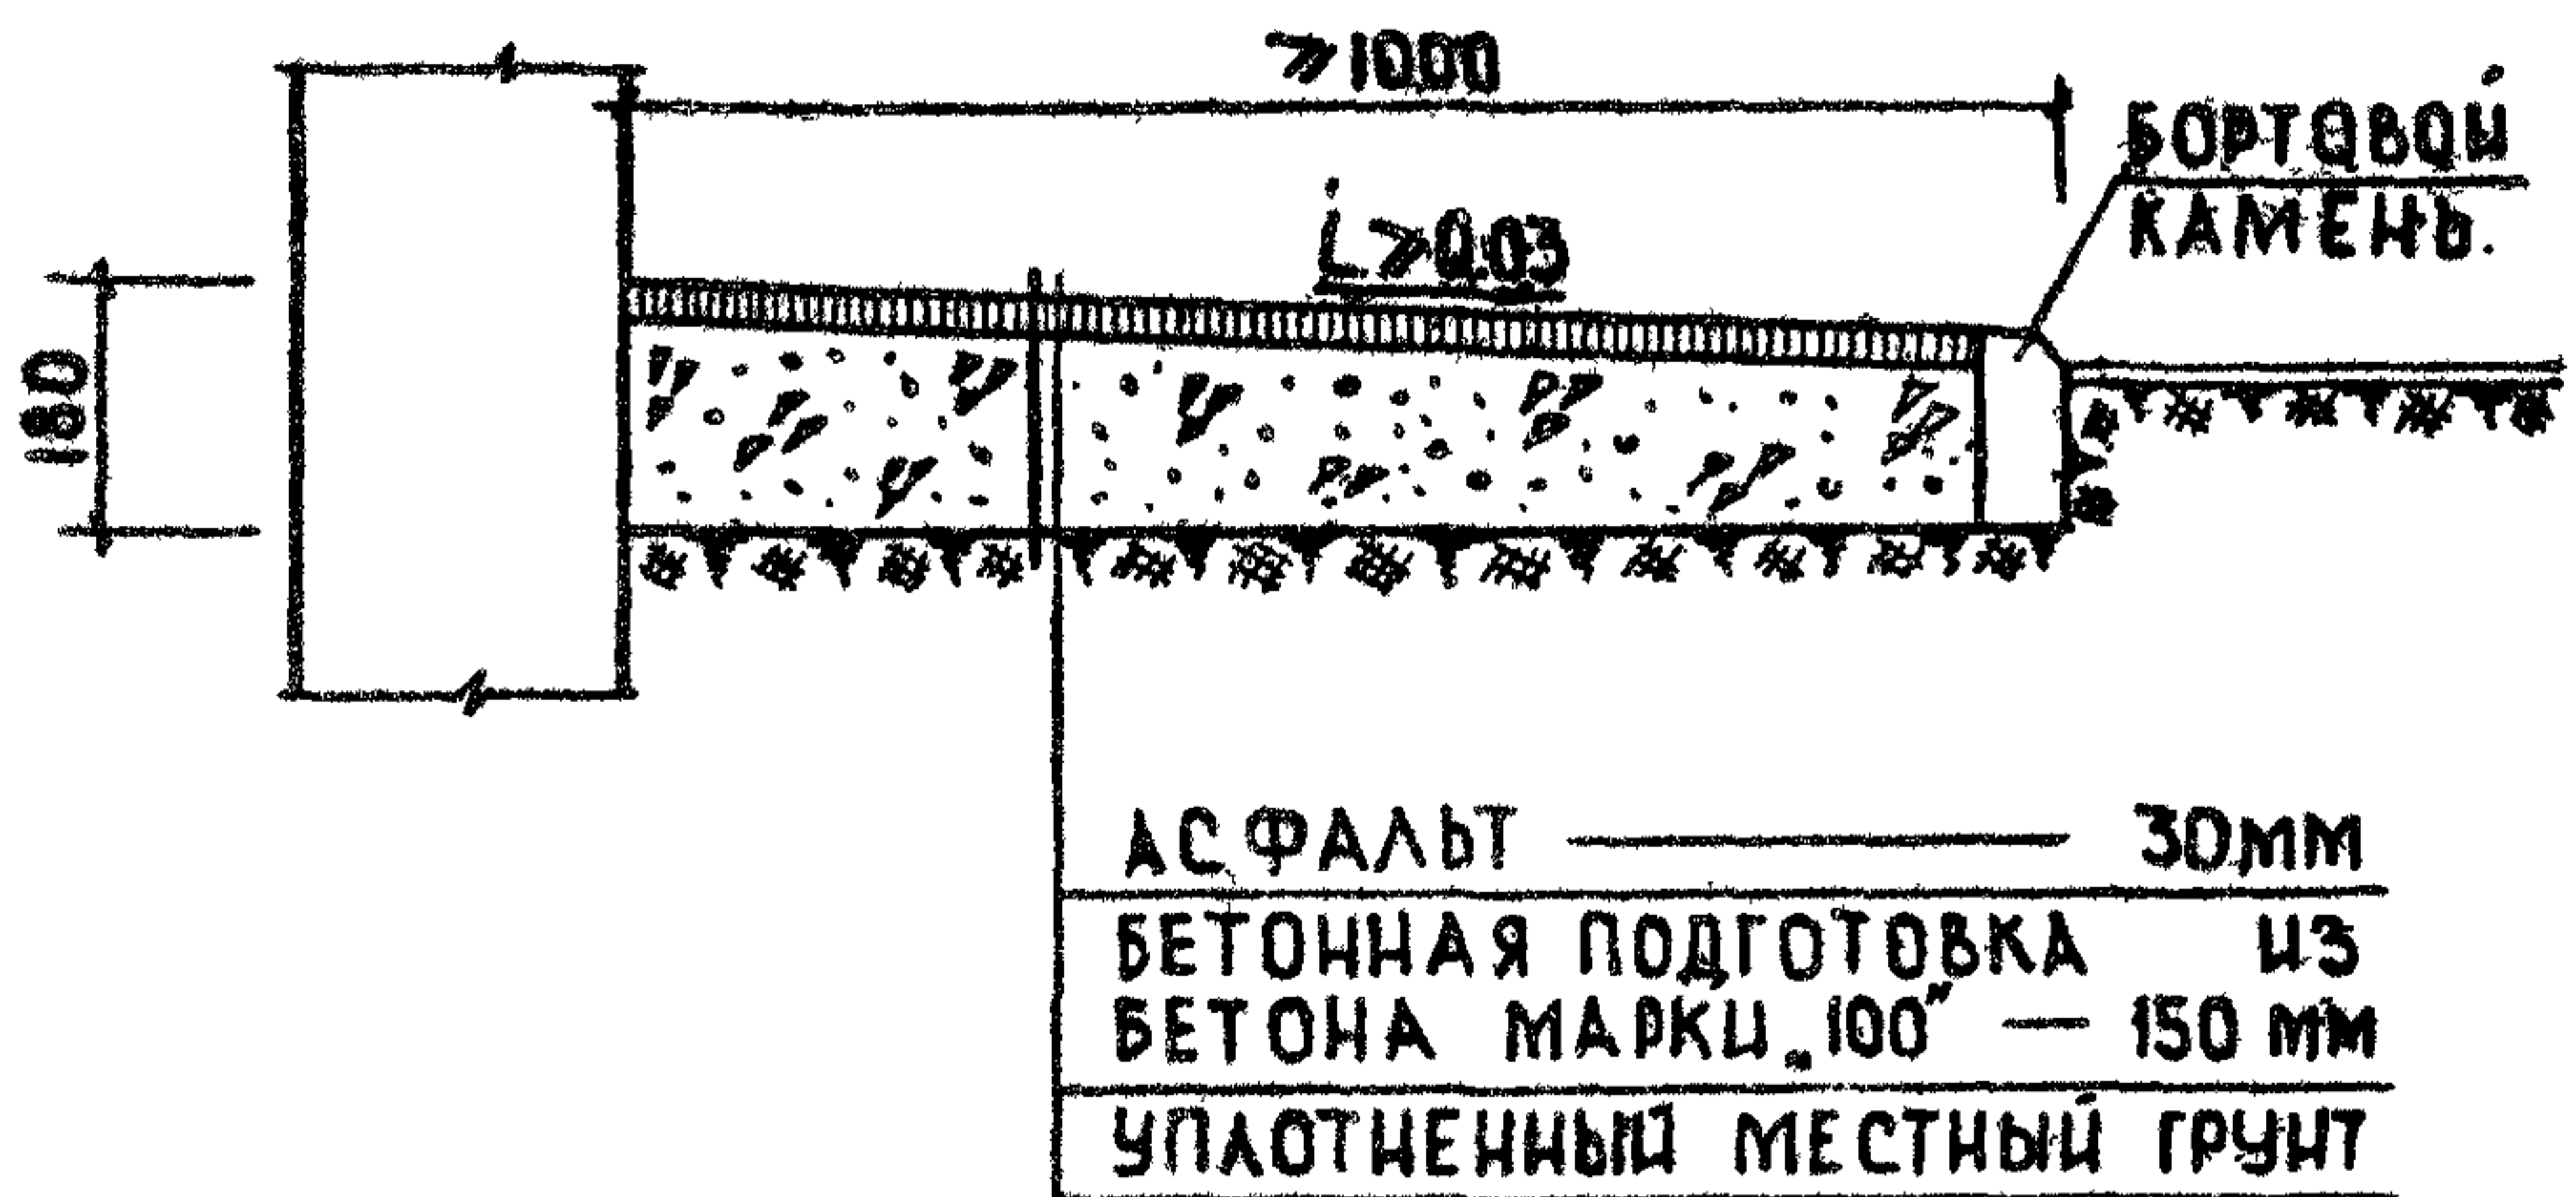 ⩾1000
БОРТОВОЙ
КАМЕНЬ.
i⩾0.03
180
АСФАЛЬТ — 30мм
БЕТОННАЯ ПОДГОТОВКА ИЗ
БЕТОНА МАРКИ „100" — 150 мм
УПЛОТНЕННЫЙ МЕСТНЫЙ ГРУНТ